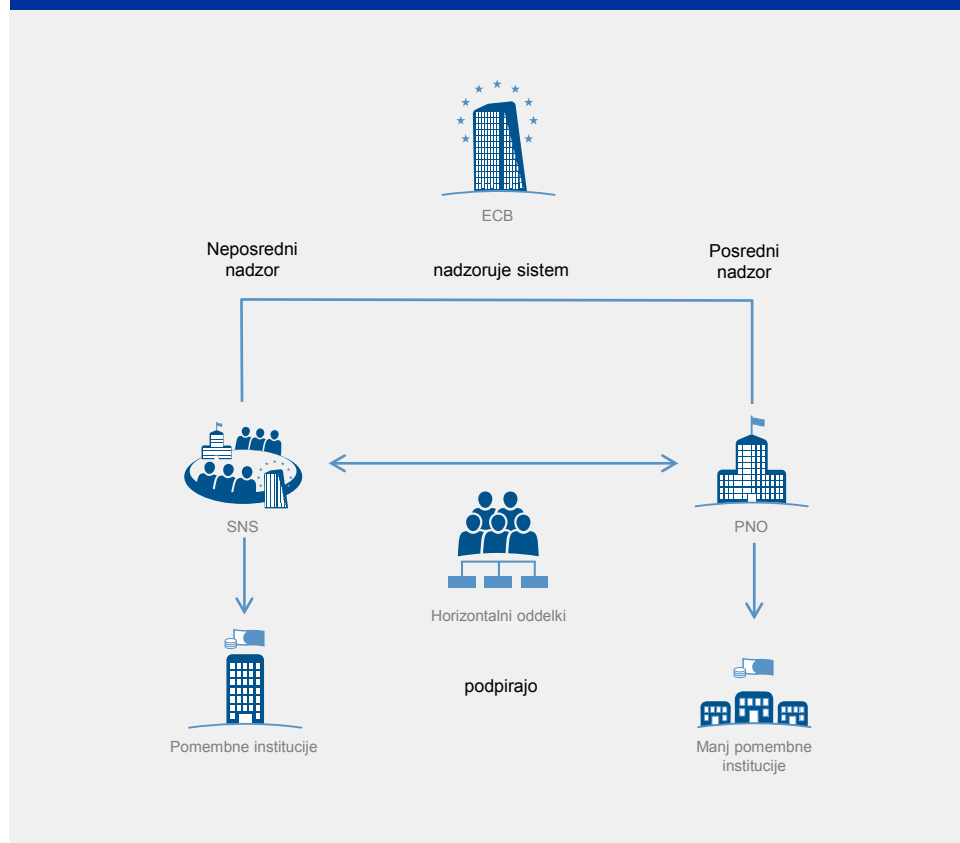 ECB
Neposredni
nadzor
nadzoruje sistem
Posredni
nadzor
SNS
PNO
Horizontalni oddelki
podpirajo
Pomembne institucije
Manj pomembne
institucije